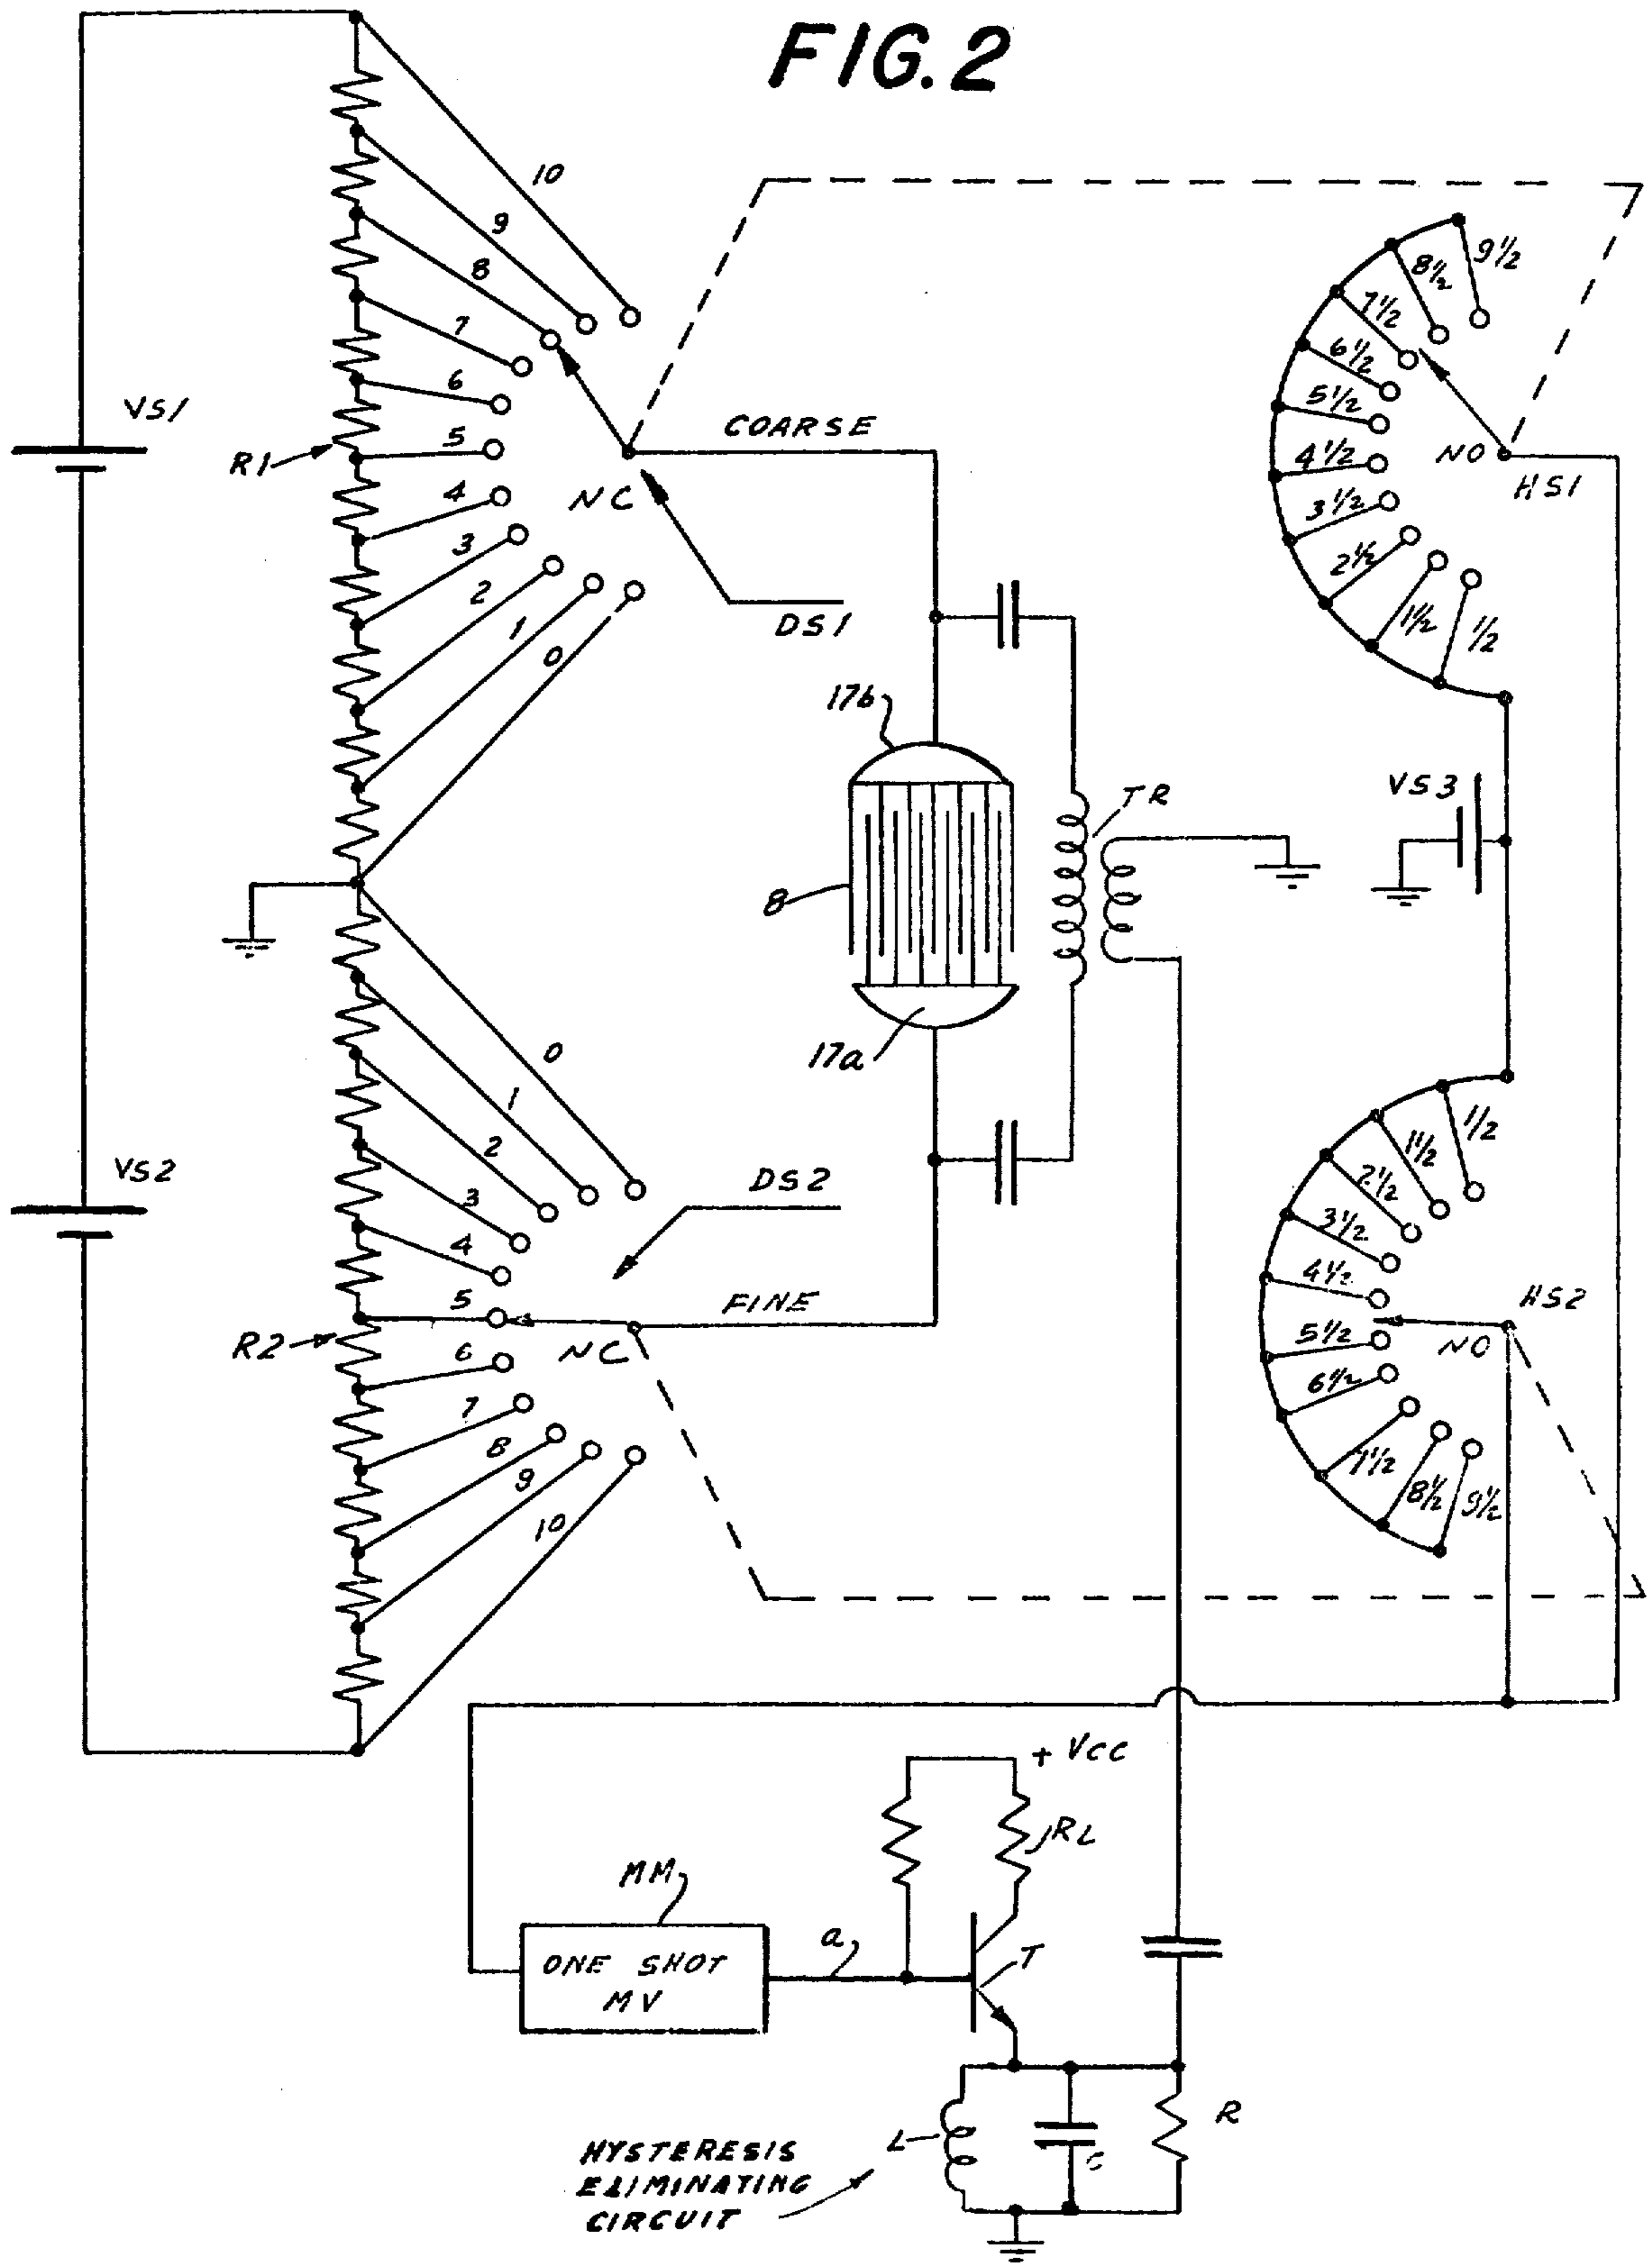 FIG. 2
10
9
8
7
6
5
4
3
2
1
0
VS1
R1
COARSE
NC
DS1
9½
8½
7½
6½
5½
4½
3½
2½
1½
½
NO
HS1
17b
TR
VS3
8
17a
0
1
2
3
4
5
6
7
8
9
10
VS2
R2
DS2
FINE
NC
½
1½
2½
3½
4½
5½
6½
7½
8½
9½
HS2
NO
+ VCC
RL
MM
a
T
ONE SHOT
MV
L
C
R
HYSTERESIS
ELIMINATING
CIRCUIT